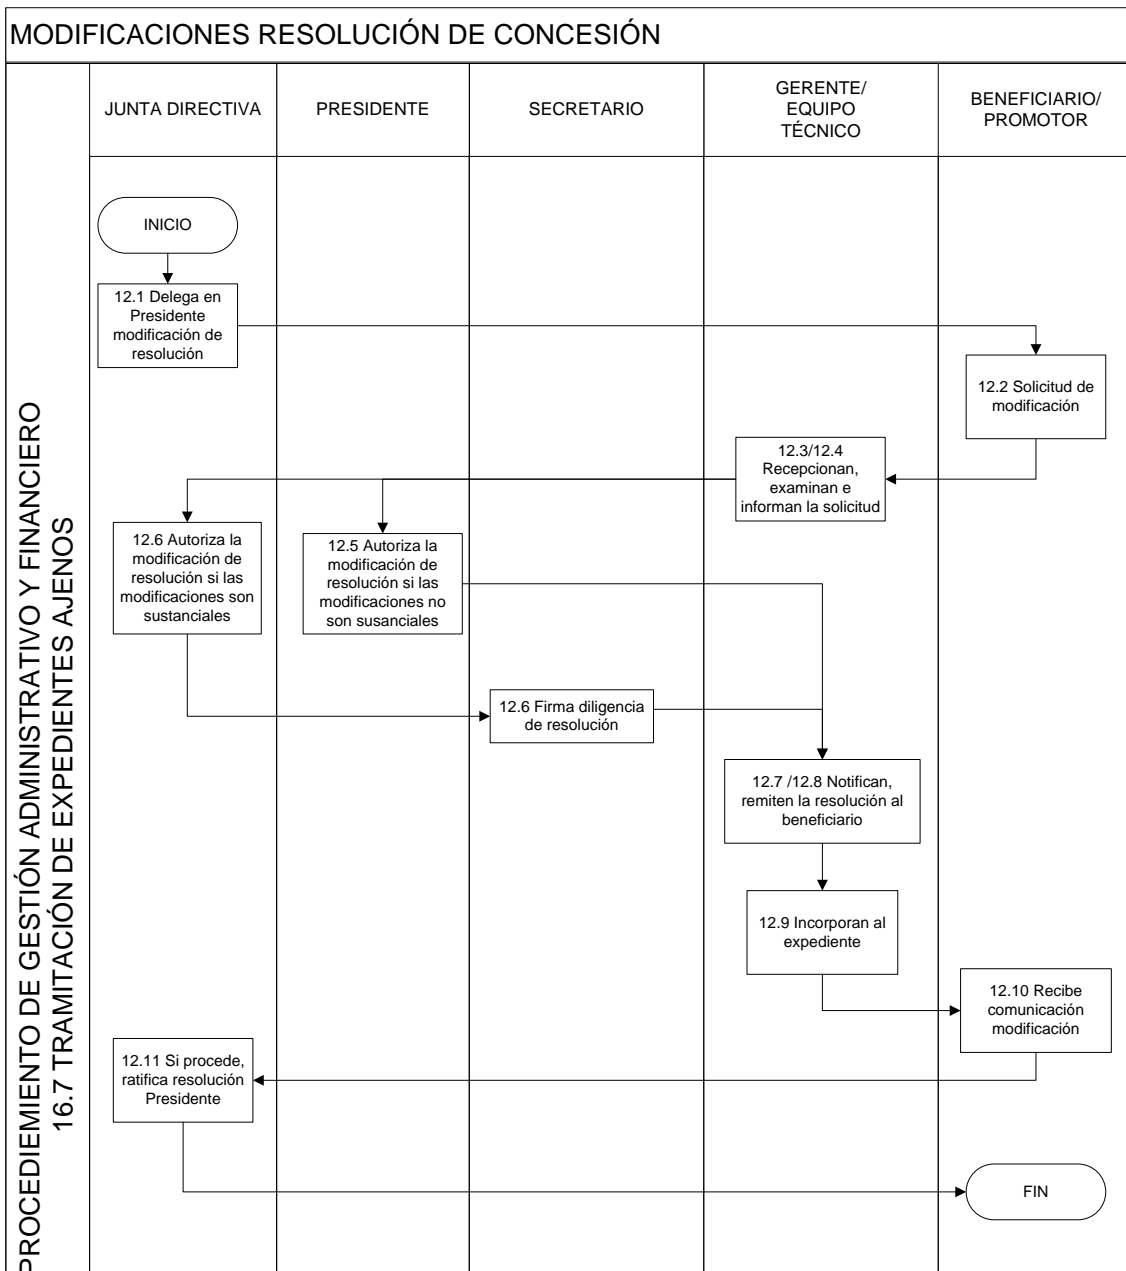 MODIFICACIONES RESOLUCIÓN DE CONCESIÓN
PROCEDIEMIENTO DE GESTIÓN ADMINISTRATIVO Y FINANCIERO
16.7 TRAMITACIÓN DE EXPEDIENTES AJENOS
JUNTA DIRECTIVA
PRESIDENTE
SECRETARIO
GERENTE/
EQUIPO
TÉCNICO
BENEFICIARIO/
PROMOTOR
INICIO
12.1 Delega en
Presidente
modificación de
resolución
12.2 Solicitud de
modificación
12.3/12.4
Recepcionan,
examinan e
informan la solicitud
12.6 Autoriza la
modificación de
resolución si las
modificaciones son
sustanciales
12.5 Autoriza la
modificación de
resolución si las
modificaciones no
son susanciales
12.6 Firma diligencia
de resolución
12.7 /12.8 Notifican,
remiten la resolución al
beneficiario
12.9 Incorporan al
expediente
12.10 Recibe
comunicación
modificación
12.11 Si procede,
ratifica resolución
Presidente
FIN